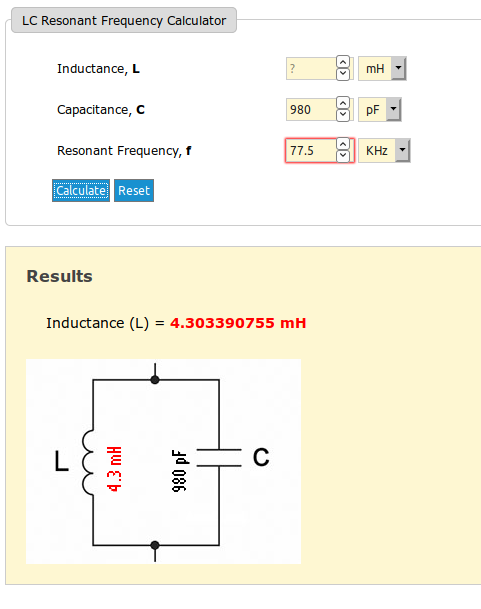 LC Resonant Frequency Calculator
Inductance, L ? mH
Capacitance, C 980 pF
Resonant Frequency, f 77.5 KHz
Calculate Reset
Results
Inductance (L) = 4.303390755 mH
L 4.3 mH 980 pF C